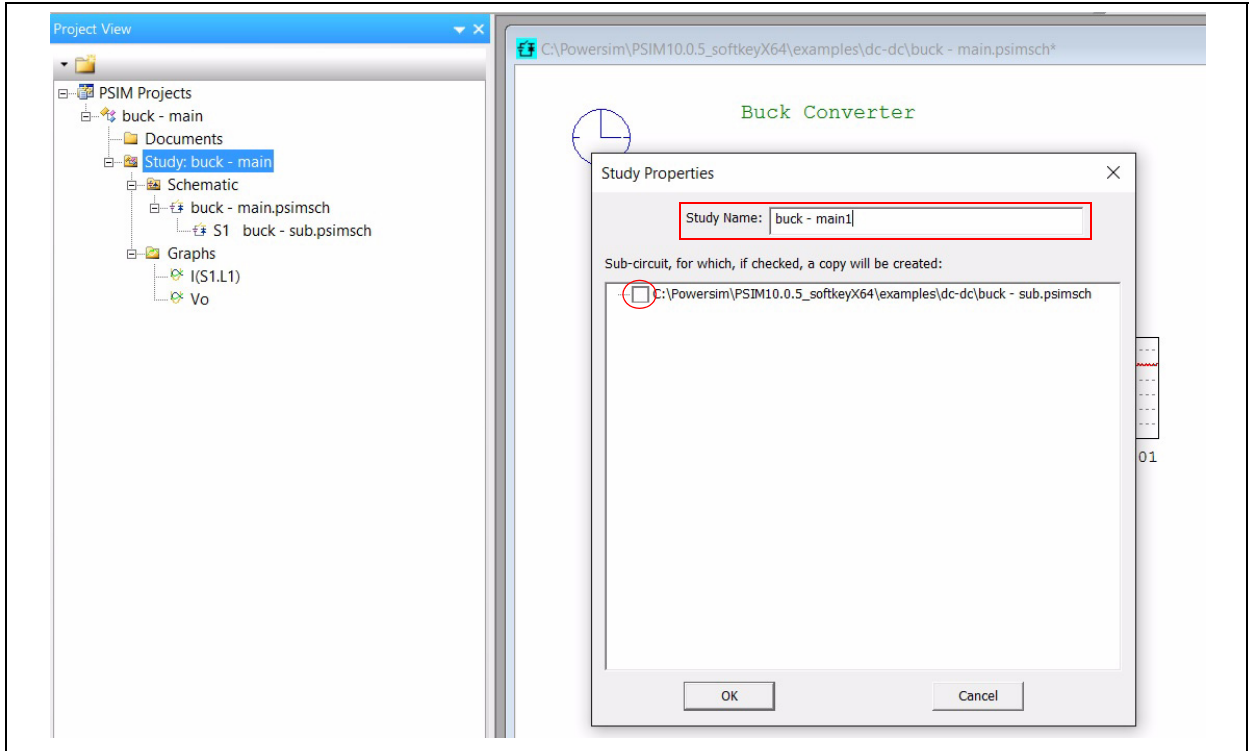 Project View
PSIM Projects
buck - main
Documents
Study: buck - main
Schematic
buck - main.psimsch
S1 buck - sub.psimsch
Graphs
I(S1.L1)
Vo
C:\Powersim\PSIM10.0.5_softkeyX64\examples\dc-dc\buck - main.psimsch*
Buck Converter
Study Properties
Study Name: buck - main1
Sub-circuit, for which, if checked, a copy will be created:
C:\Powersim\PSIM10.0.5_softkeyX64\examples\dc-dc\buck - sub.psimsch
01
OK
Cancel